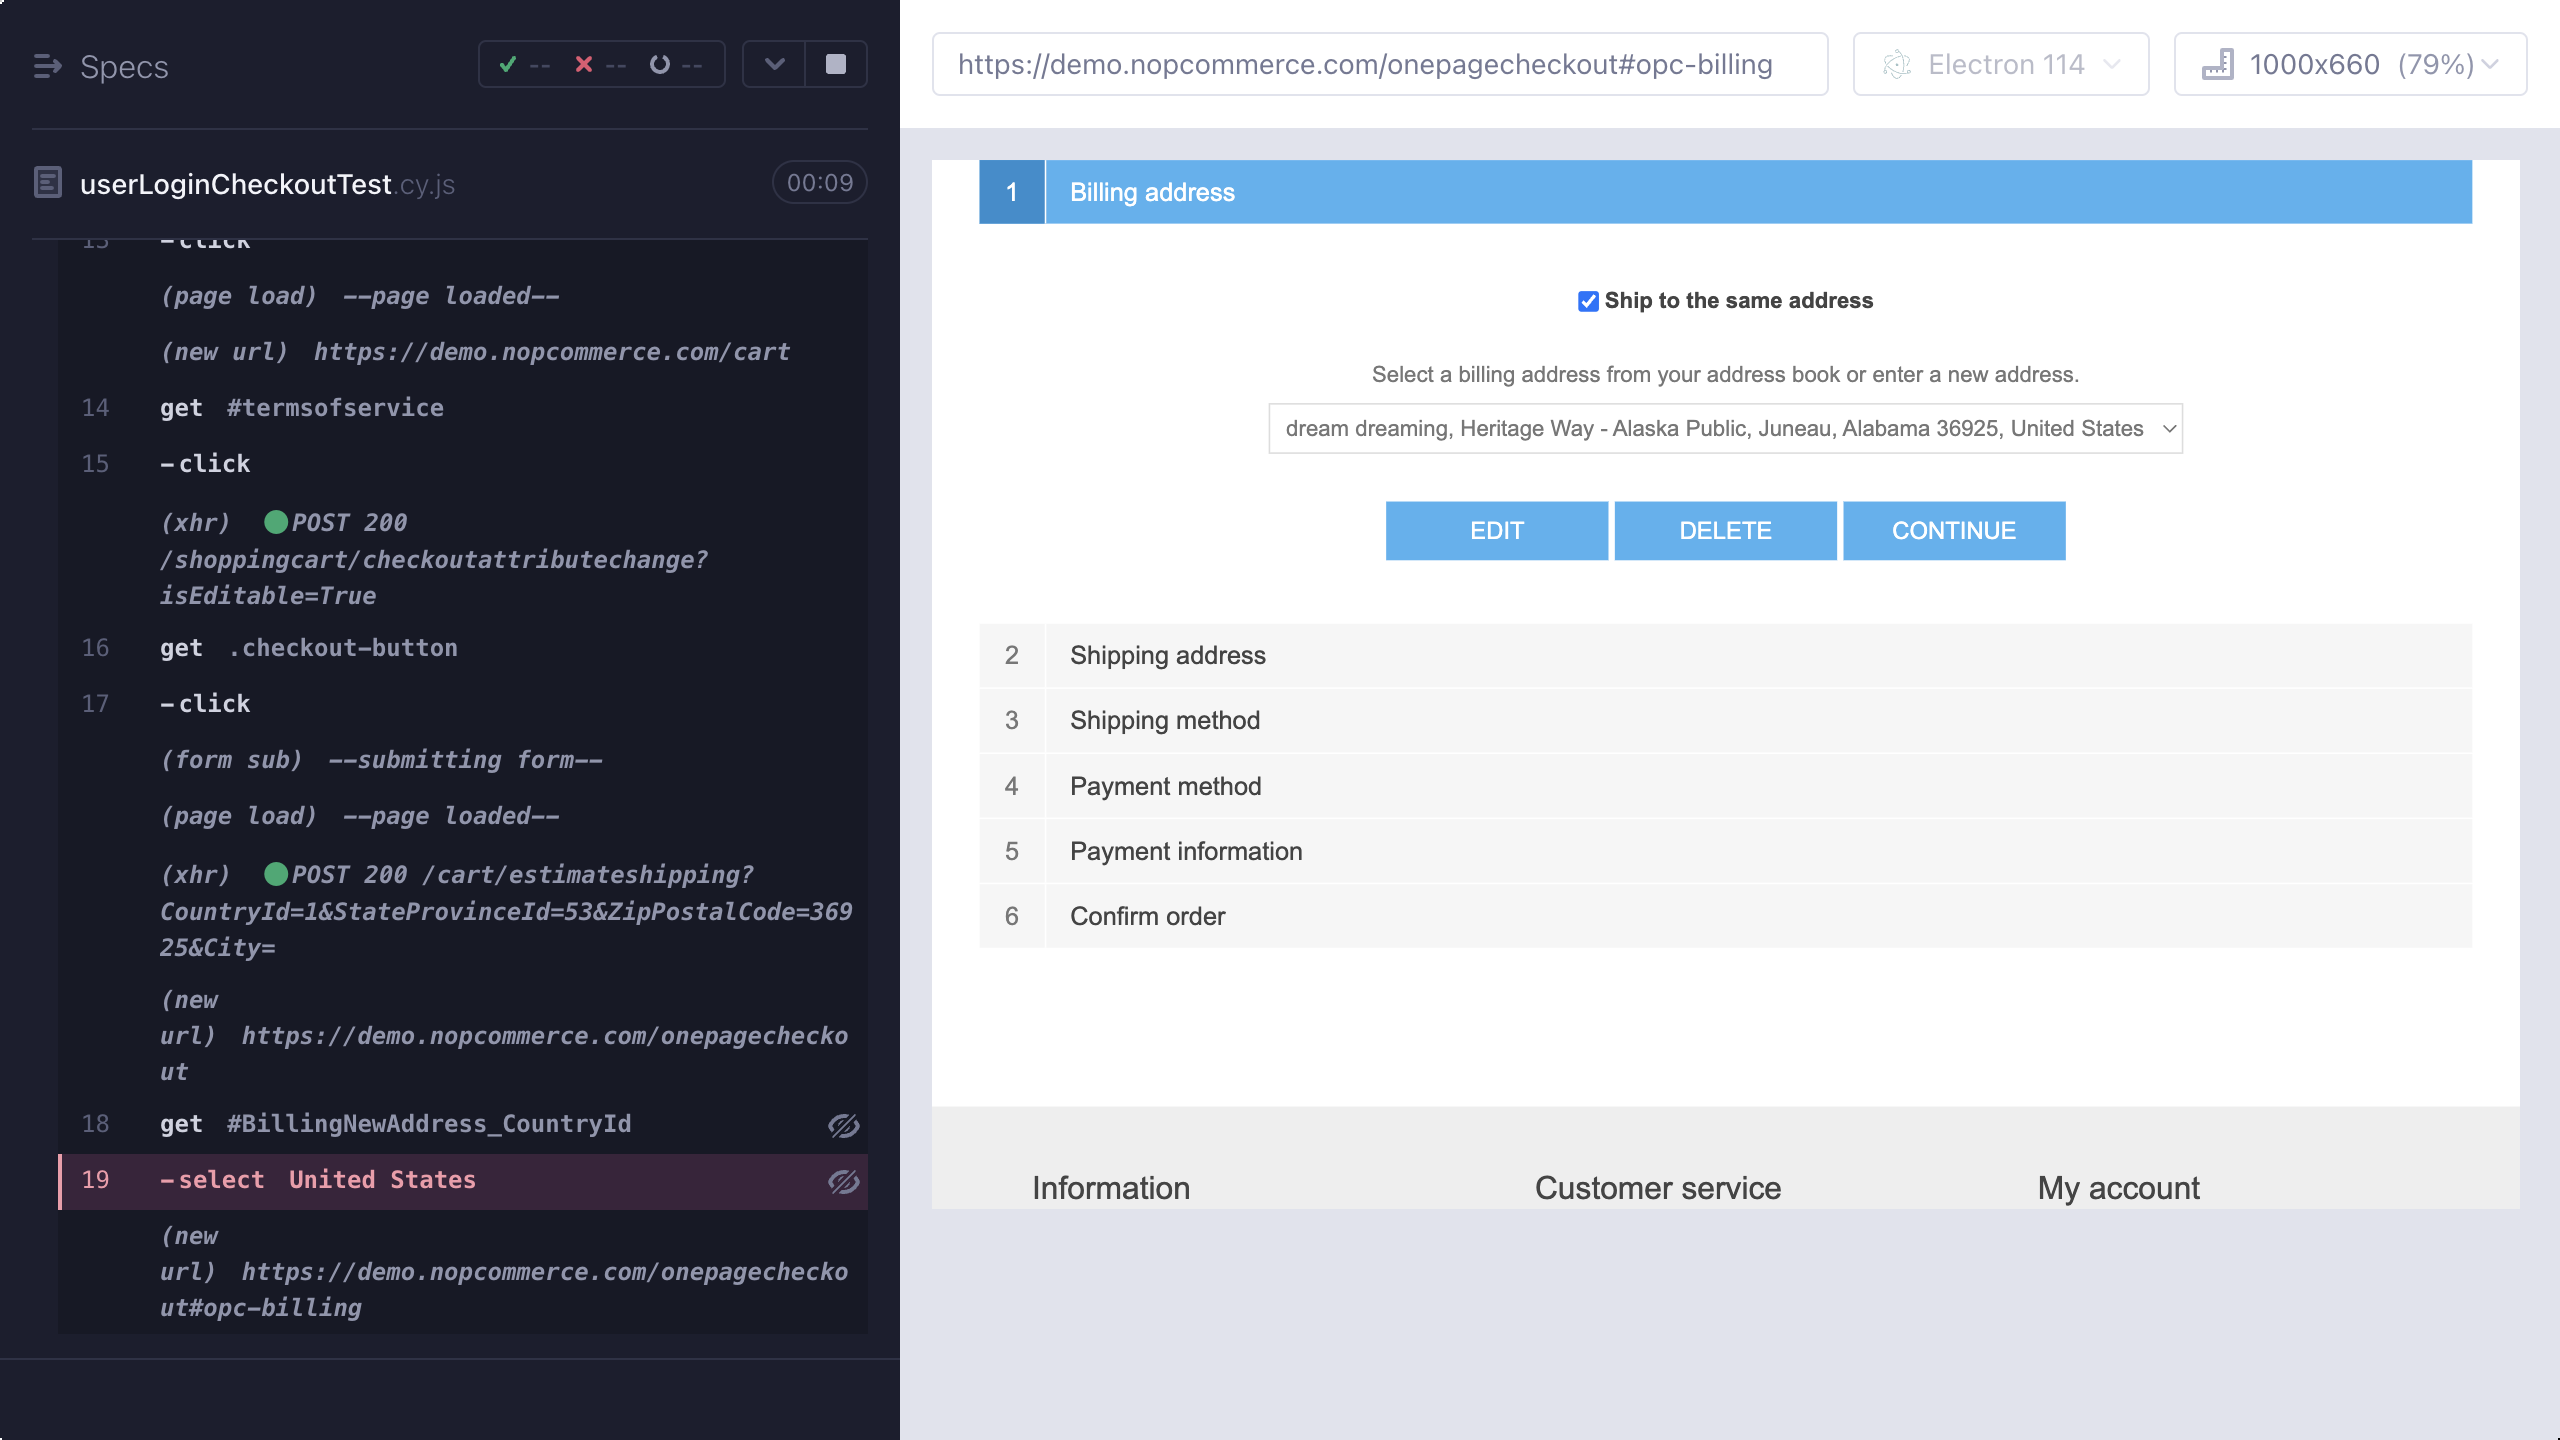 Specs
--
--
--
userLoginCheckoutTest.cy.js
00:09
13 -click
(page load) --page loaded--
(new url) https://demo.nopcommerce.com/cart
14 get #termsofservice
15 -click
(xhr) POST 200
/shoppingcart/checkoutattributechange?
isEditable=True
16 get .checkout-button
17 -click
(form sub) --submitting form--
(page load) --page loaded--
(xhr) POST 200 /cart/estimateshipping?
CountryId=1&StateProvinceId=53&ZipPostalCode=369
25&City=
(new
url) https://demo.nopcommerce.com/onepagechecko
ut
18 get #BillingNewAddress_CountryId
19 -select United States
(new
url) https://demo.nopcommerce.com/onepagechecko
ut#opc-billing
https://demo.nopcommerce.com/onepagecheckout#opc-billing
Electron 114
1000x660 (79%)
1 Billing address
Ship to the same address
Select a billing address from your address book or enter a new address.
dream dreaming, Heritage Way - Alaska Public, Juneau, Alabama 36925, United States
EDIT DELETE CONTINUE
2 Shipping address
3 Shipping method
4 Payment method
5 Payment information
6 Confirm order
Information Customer service My account